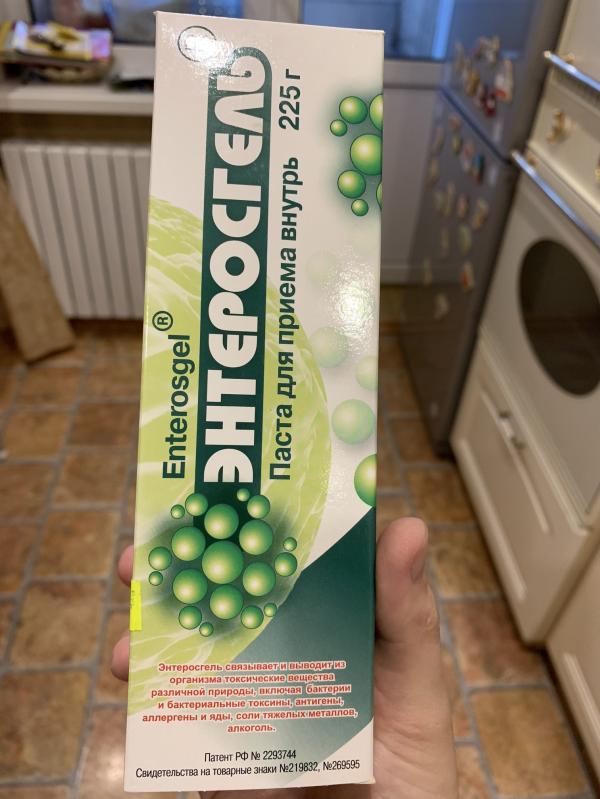 Enterosgel®
ЭНТЕРОСГЕЛЬ®
Паста для приема внутрь 225 г
Энтеросгель связывает и выводит из
организма токсические вещества
различной природы, включая бактерии
и бактериальные токсины, антигены,
аллергены и яды, соли тяжелых металлов,
алкоголь.
Патент РФ № 2293744
Свидетельства на товарные знаки №219832, №269595